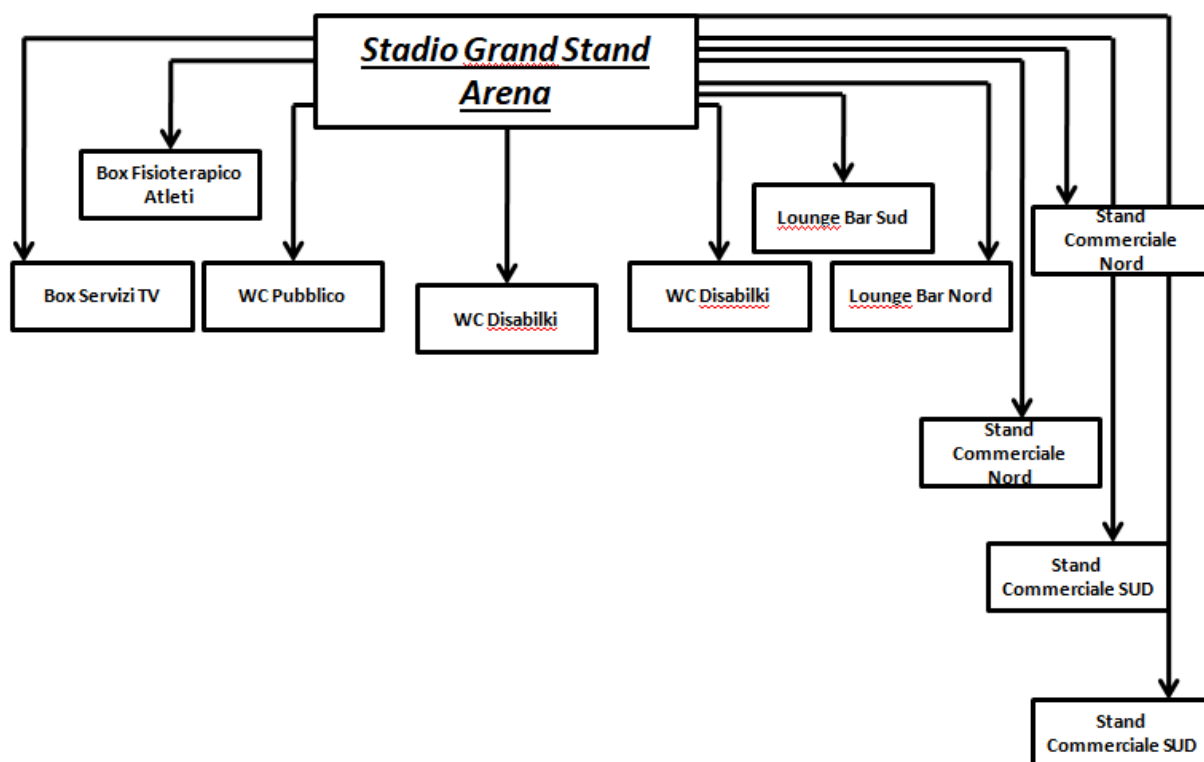 Stadio Grand Stand
Arena
Box Fisioterapico
Atleti
Lounge Bar Sud
Stand
Commerciale
Nord
Box Servizi TV
WC Pubblico
WC Disabilki
WC Disabilki
Lounge Bar Nord
Stand
Commerciale
Nord
Stand
Commerciale SUD
Stand
Commerciale SUD